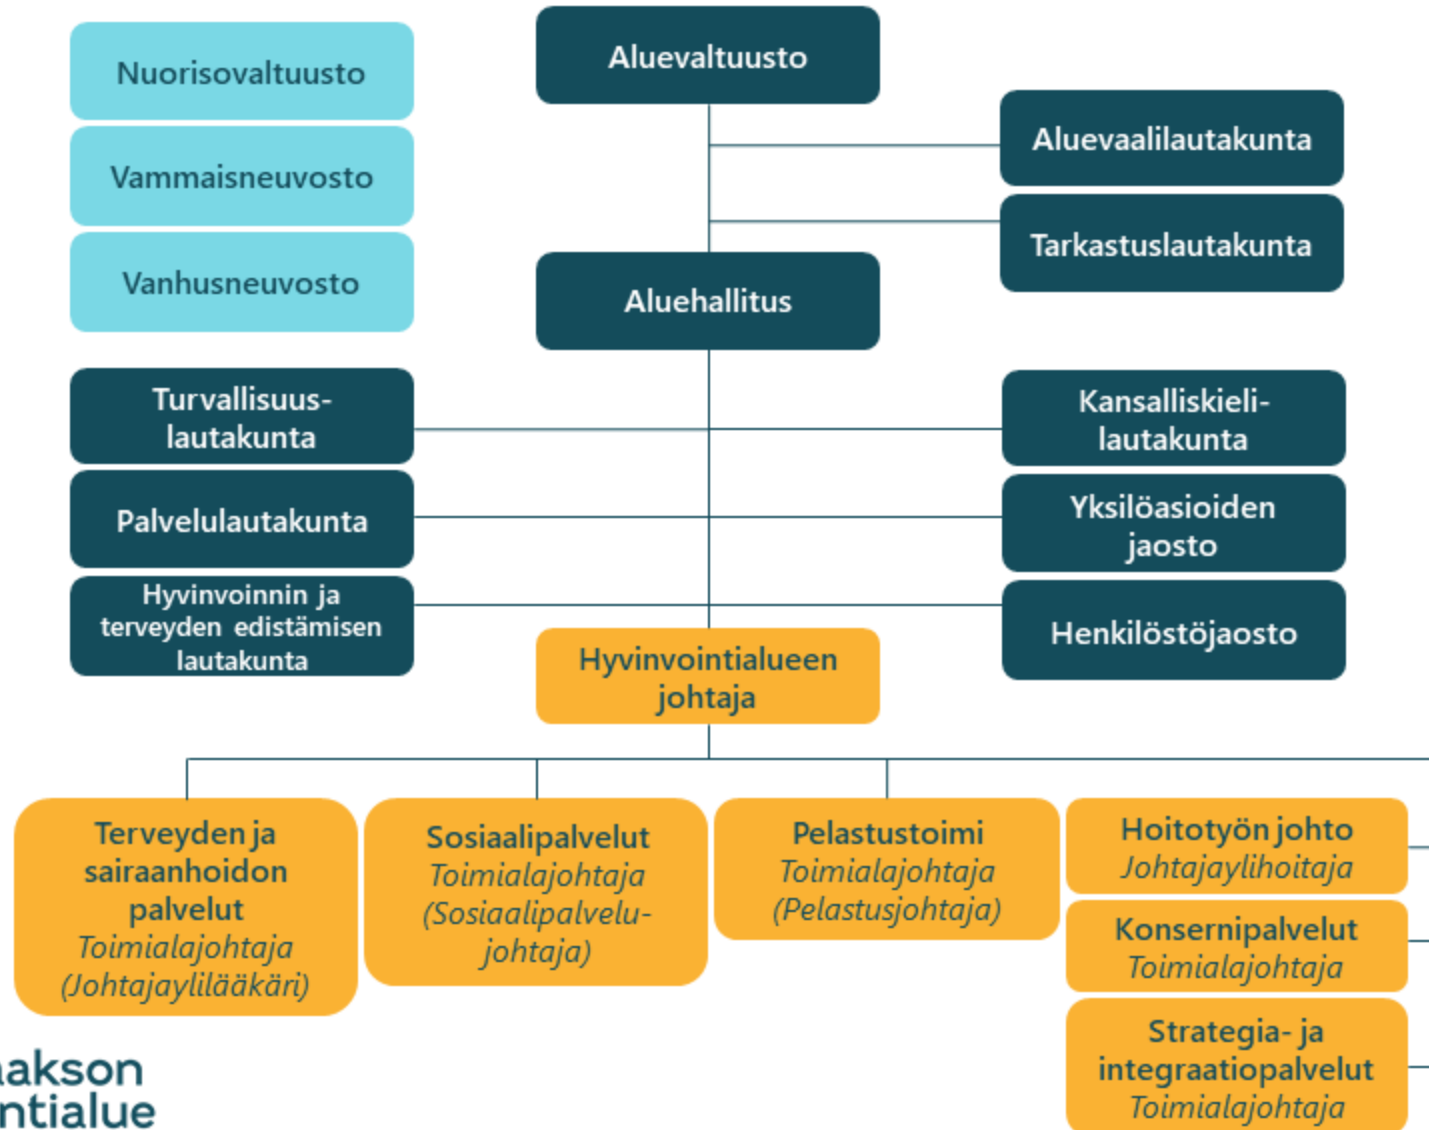 Nuorisovaltuusto
Vammaisneuvosto
Vanhusneuvosto
Aluevaltuusto
Aluevaalilautakunta
Tarkastuslautakunta
Aluehallitus
Turvallisuus-
lautakunta
Palvelulautakunta
Hyvinvoinnin ja
terveyden edistämisen
lautakunta
Kansalliskieli-
lautakunta
Yksilöasioiden
jaosto
Henkilöstöjaosto
Hyvinvointialueen
johtaja
Terveyden ja
sairaanhoidon
palvelut
Toimialajohtaja
(Johtajaylilääkäri)
Sosiaalipalvelut
Toimialajohtaja
(Sosiaalipalvelu-
johtaja)
Pelastustoimi
Toimialajohtaja
(Pelastusjohtaja)
Hoitotyön johto
Johtajaylihoitaja
Konsernipalvelut
Toimialajohtaja
Strategia- ja
integraatiopalvelut
Toimialajohtaja
akson
ntialue